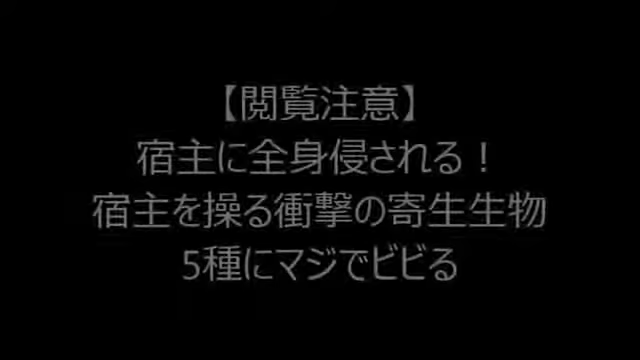 【閲覧注意】
宿主に全身侵される！
宿主を操る衝撃の寄生生物
5種にマジでビビる